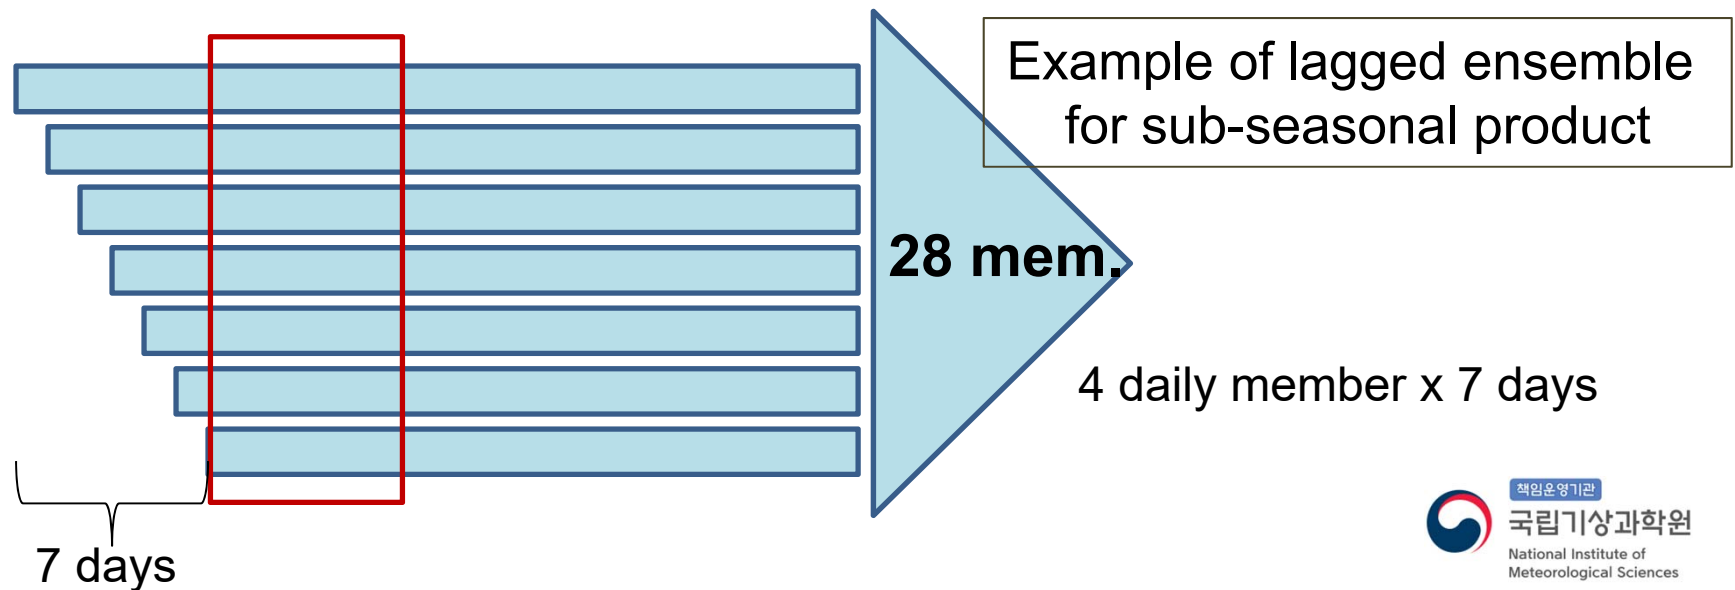 Example of lagged ensemble
for sub-seasonal product
28 mem.
4 daily member x 7 days
7 days
책임운영기관
국립기상과학원
National Institute of
Meteorological Sciences